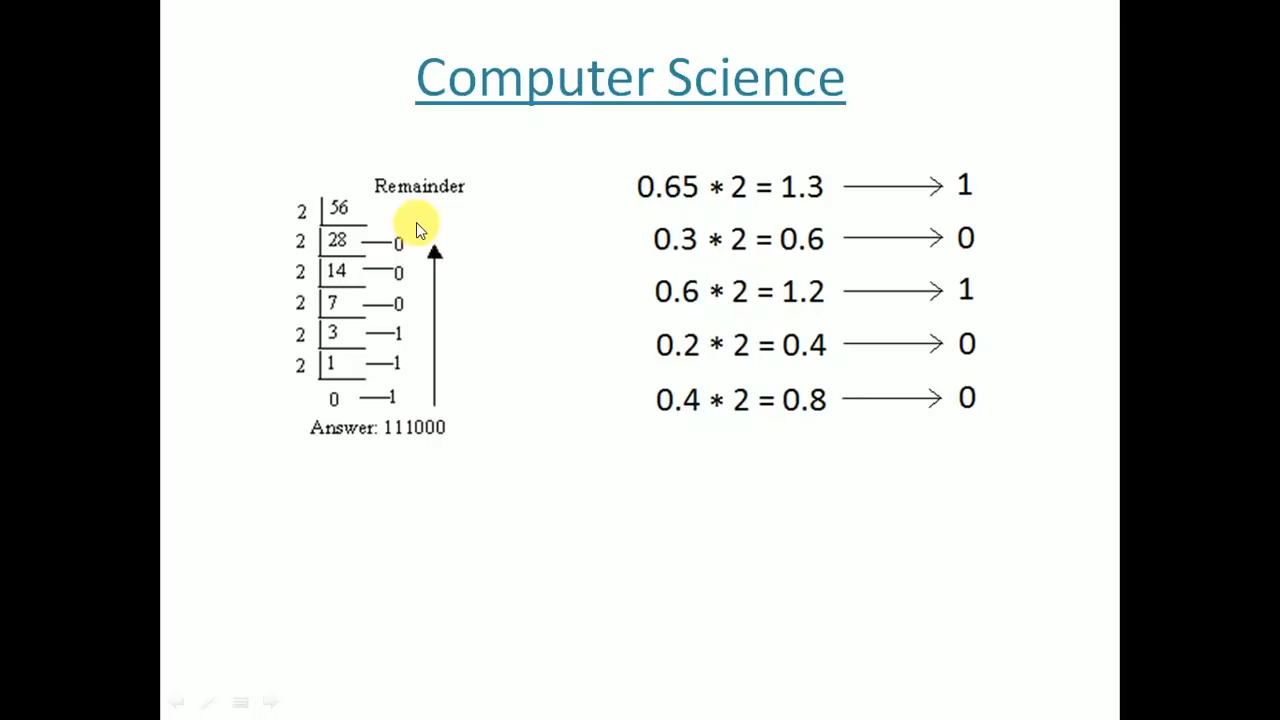 Computer Science
Remainder
2 56
2 28 0
2 14 0
2 7 0
2 3 1
2 1 1
0 1
Answer: 111000
0.65 * 2 = 1.3 1
0.3 * 2 = 0.6 0
0.6 * 2 = 1.2 1
0.2 * 2 = 0.4 0
0.4 * 2 = 0.8 0